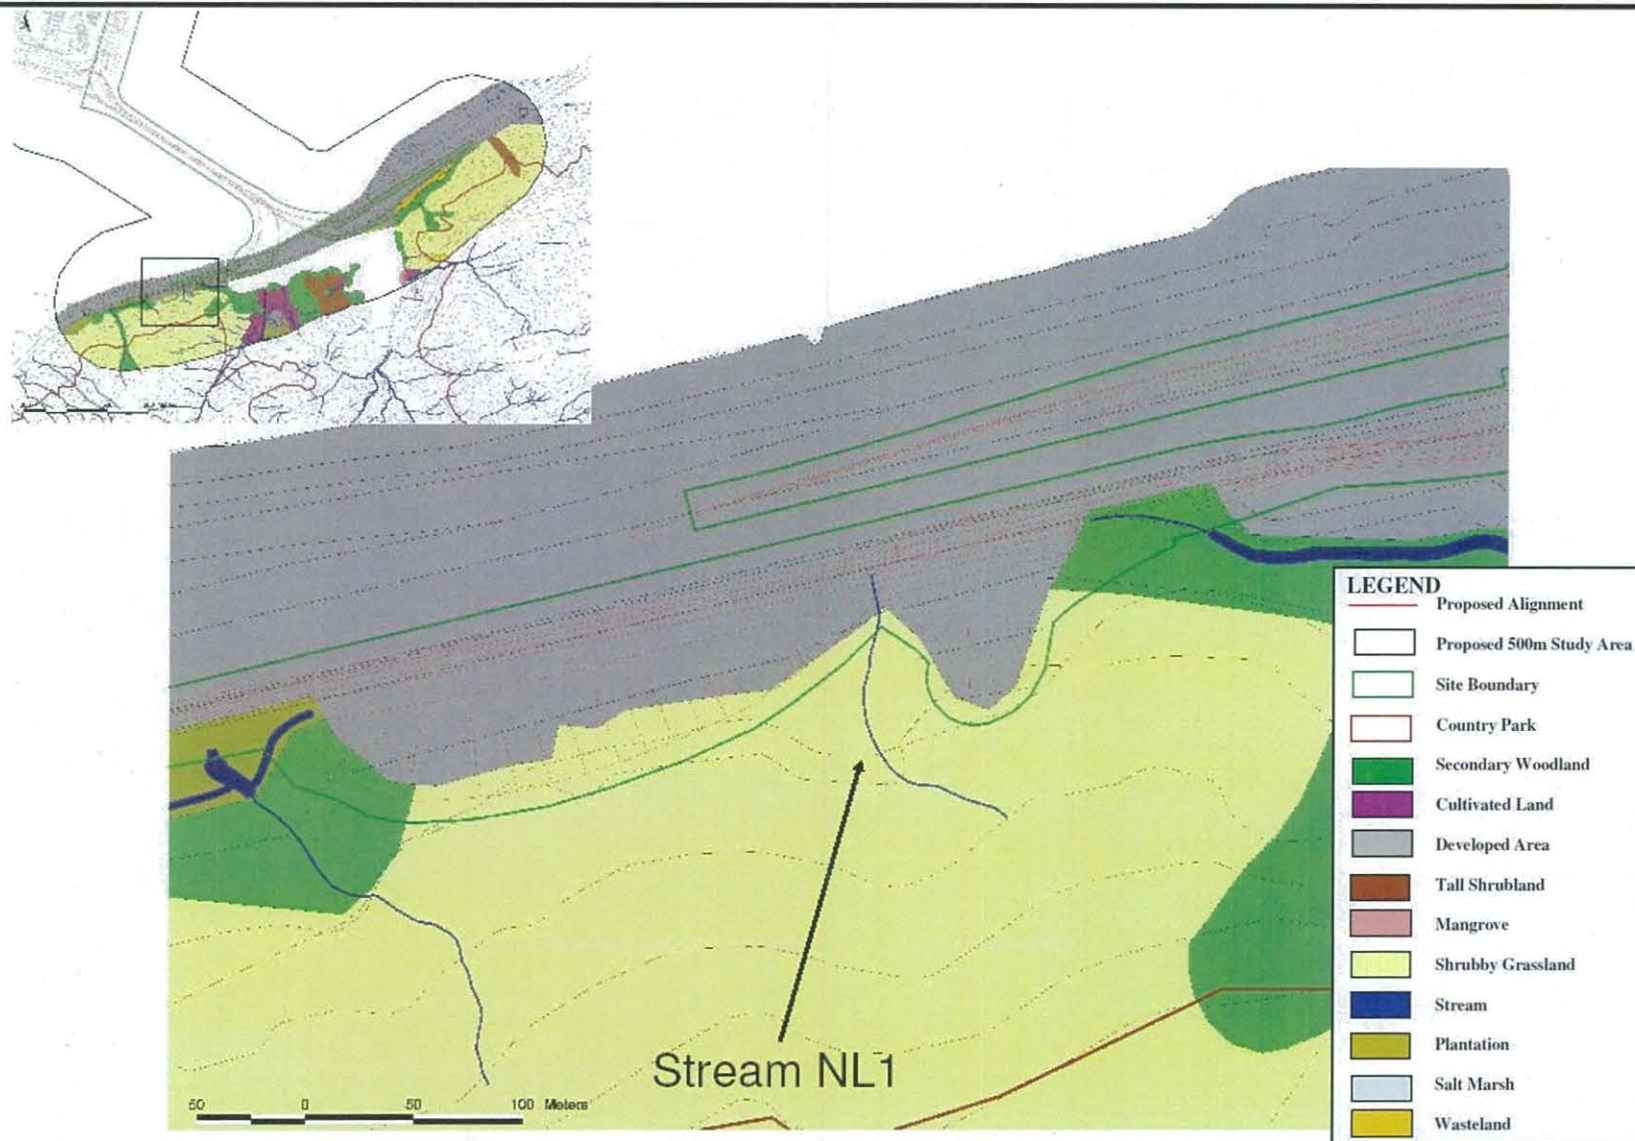 LEGEND
Proposed Alignment
Proposed 500m Study Area
Site Boundary
Country Park
Secondary Woodland
Cultivated Land
Developed Area
Tall Shrubland
Mangrove
Shrubby Grassland
Stream
Plantation
Salt Marsh
Wasteland
Stream NL1
50 0 50 100 Meters